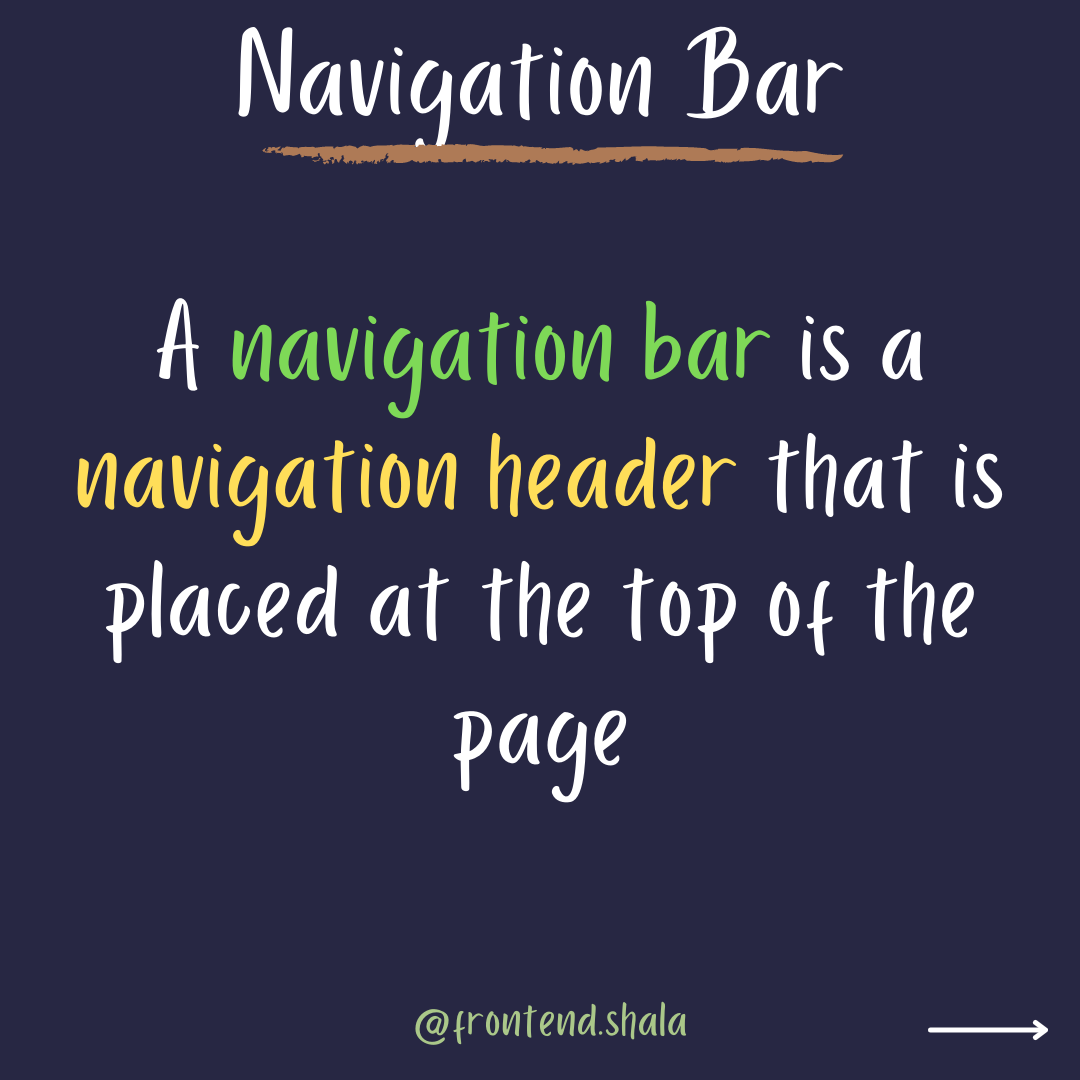 Navigation Bar
A navigation bar is a
navigation header that is
placed at the top of the
page
@frontend.shala